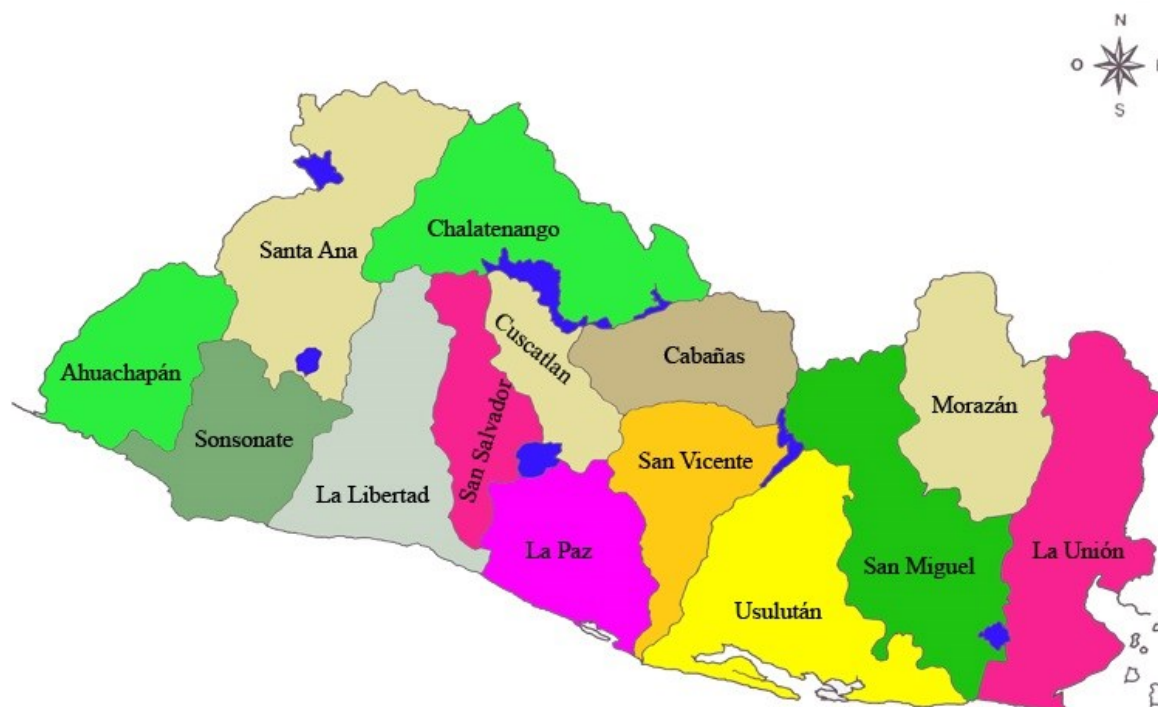 N
O
S
Chalatenango
Santa Ana
Cuscatlan
Cabañas
Ahuachapán
Morazán
Sonsonate
San Salvador
San Vicente
La Libertad
La Paz
La Unión
San Miguel
Usulután